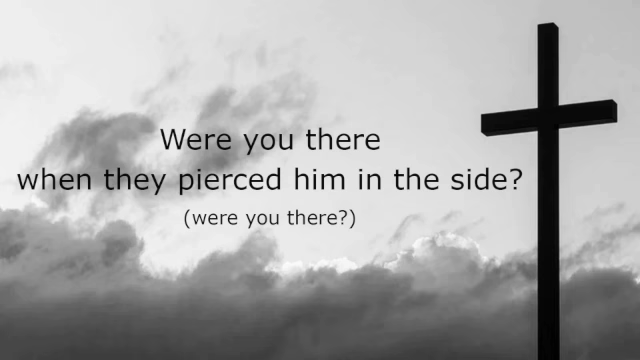 Were you there
when they pierced him in the side?
(were you there?)